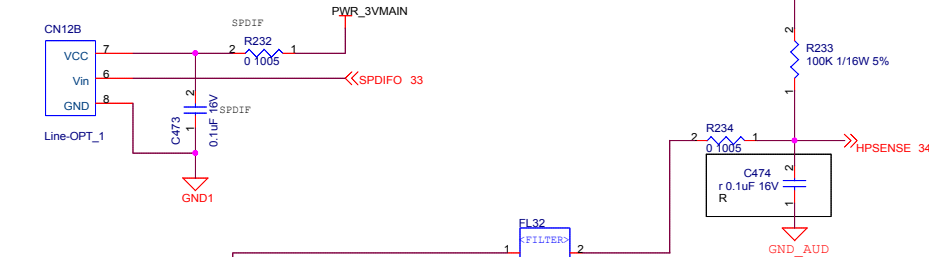 CN12B
SPDIF
PWR_3VMAIN
VCC
7
2
R232
1
0 1005
Vin
6
SPDIFO 33
GND
8
Line-OPT_1
2
C473
1
0.1uF 16V
SPDIF
GND1
2
R233
100K 1/16W 5%
1
2
R234
1
0 1005
HPSENSE 34
2
C474
r 0.1uF 16V
R
1
GND_AUD
FL32
1
<FILTER>
2